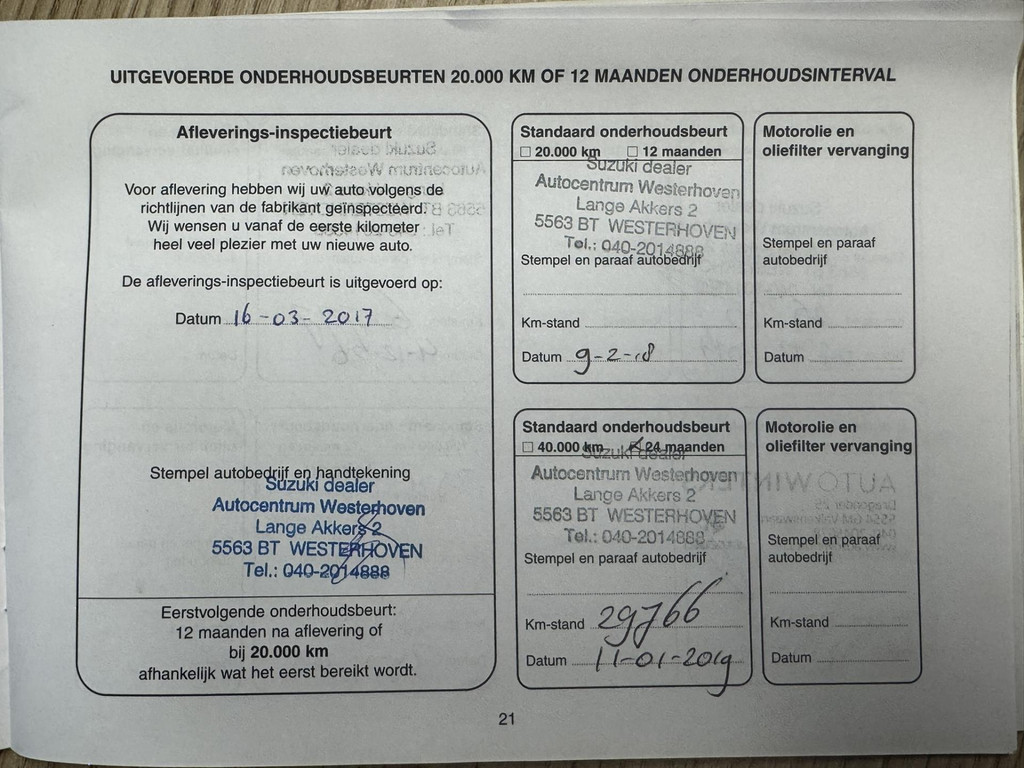 UITGEVOERDE ONDERHOUDSBEURTEN 20.000 KM OF 12 MAANDEN ONDERHOUDSINTERVAL
Afleverings-inspectiebeurt
Voor aflevering hebben wij uw auto volgens de
richtlijnen van de fabrikant geïnspecteerd.
Wij wensen u vanaf de eerste kilometer
heel veel plezier met uw nieuwe auto.
De afleverings-inspectiebeurt is uitgevoerd op:
Datum 16-03-2017
Stempel autobedrijf en handtekening
Suzuki dealer
Autocentrum Westerhoven
Lange Akkers 2
5563 BT WESTERHOVEN
Tel.: 040-2014888
Eerstvolgende onderhoudsbeurt:
12 maanden na aflevering of
bij 20.000 km
afhankelijk wat het eerst bereikt wordt.
Standaard onderhoudsbeurt
20.000 km 12 maanden
Suzuki dealer
Autocentrum Westerhoven
Lange Akkers 2
5563 BT WESTERHOVEN
Tel.: 040-2014888
Stempel en paraaf autobedrijf
Km-stand
Datum 9-2-18
Motorolie en
oliefilter vervanging
Stempel en paraaf
autobedrijf
Km-stand
Datum
Standaard onderhoudsbeurt
40.000 km 24 maanden
Suzuki dealer
Autocentrum Westerhoven
Lange Akkers 2
5563 BT WESTERHOVEN
Tel.: 040-2014888
Stempel en paraaf autobedrijf
Km-stand 29766
Datum 11-01-2019
Motorolie en
oliefilter vervanging
Stempel en paraaf
autobedrijf
Km-stand
Datum
21